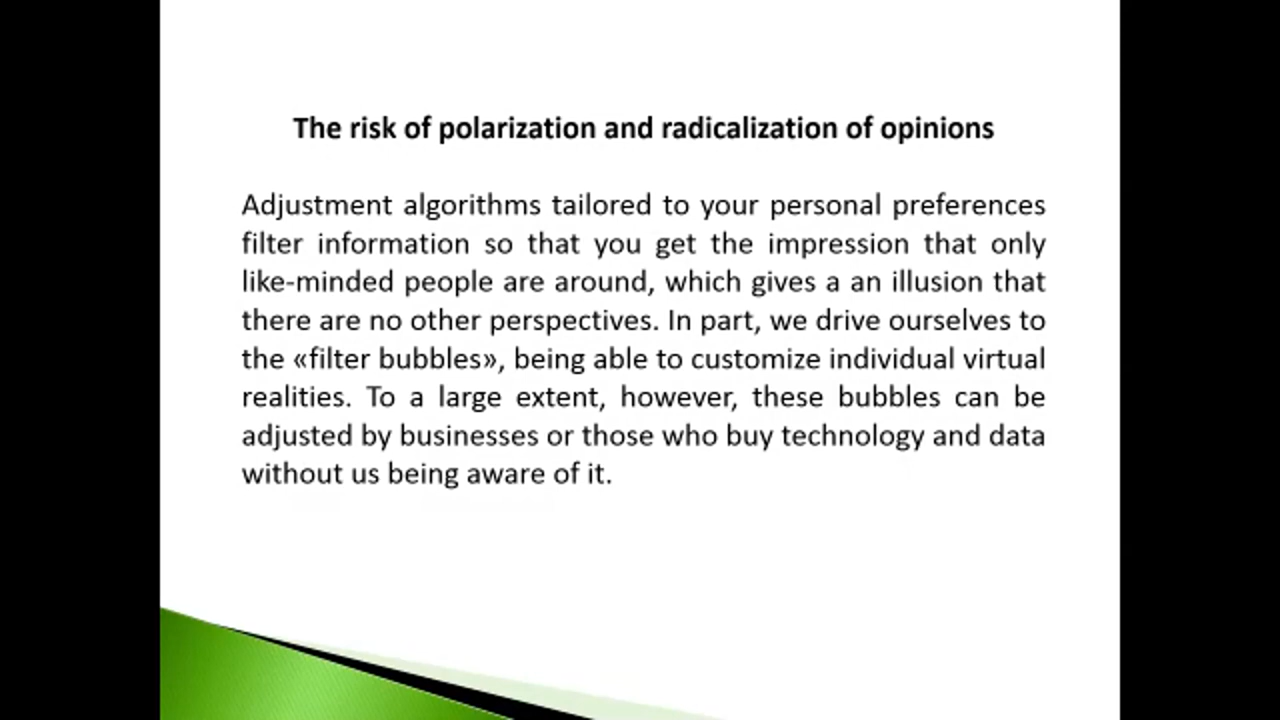 The risk of polarization and radicalization of opinions
Adjustment algorithms tailored to your personal preferences
filter information so that you get the impression that only
like-minded people are around, which gives a an illusion that
there are no other perspectives. In part, we drive ourselves to
the «filter bubbles», being able to customize individual virtual
realities. To a large extent, however, these bubbles can be
adjusted by businesses or those who buy technology and data
without us being aware of it.